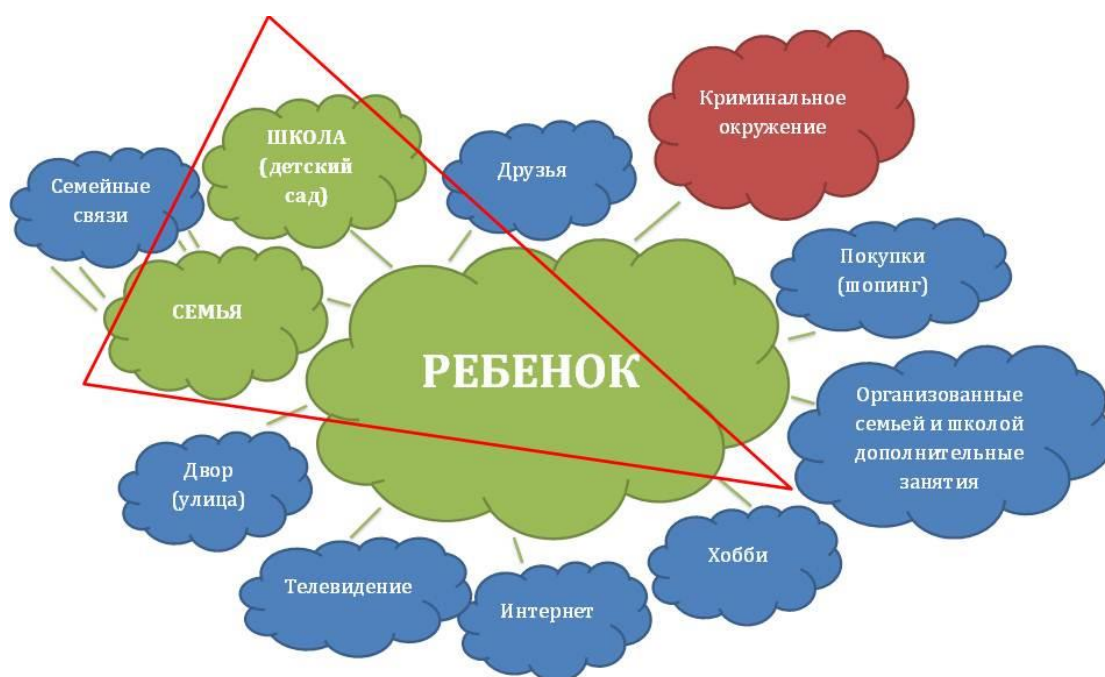 Криминальное
окружение
ШКОЛА
(детский
сад)
Друзья
Семейные
связи
Покупки
(шопинг)
СЕМЬЯ
РЕБЕНОК
Организованные
семьей и школой
дополнительные
занятия
Двор
(улица)
Хобби
Телевидение
Интернет